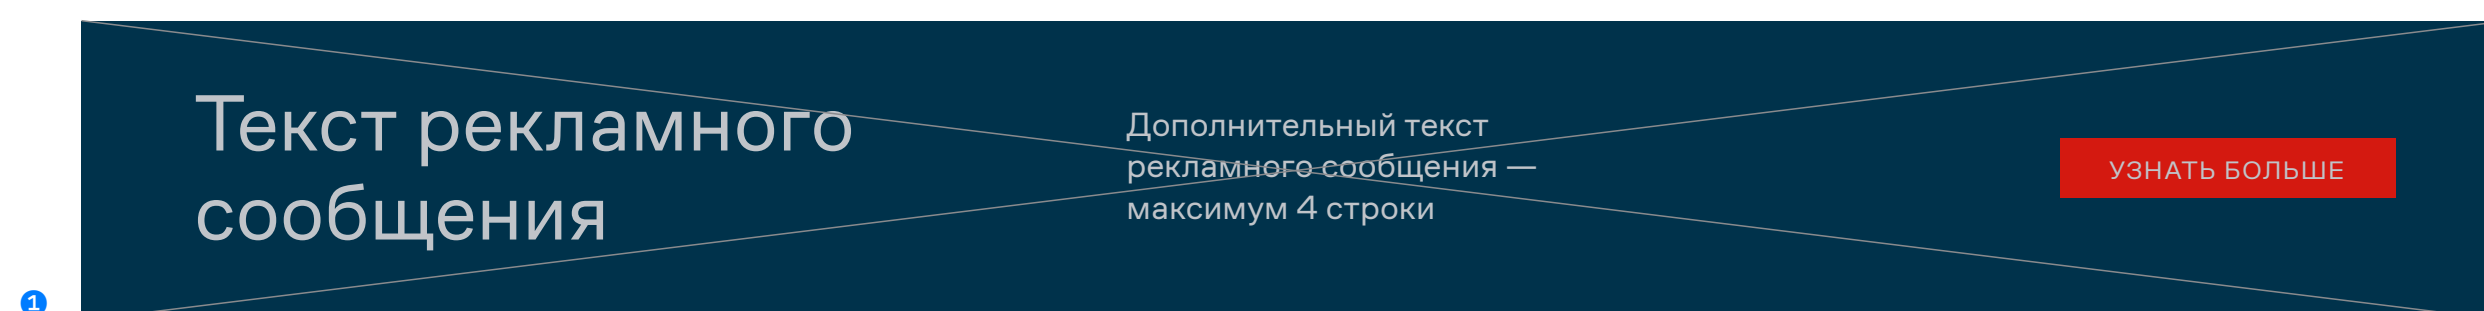 Текст рекламного
сообщения
Дополнительный текст
рекламного сообщения —
максимум 4 строки
УЗНАТЬ БОЛЬШЕ
1